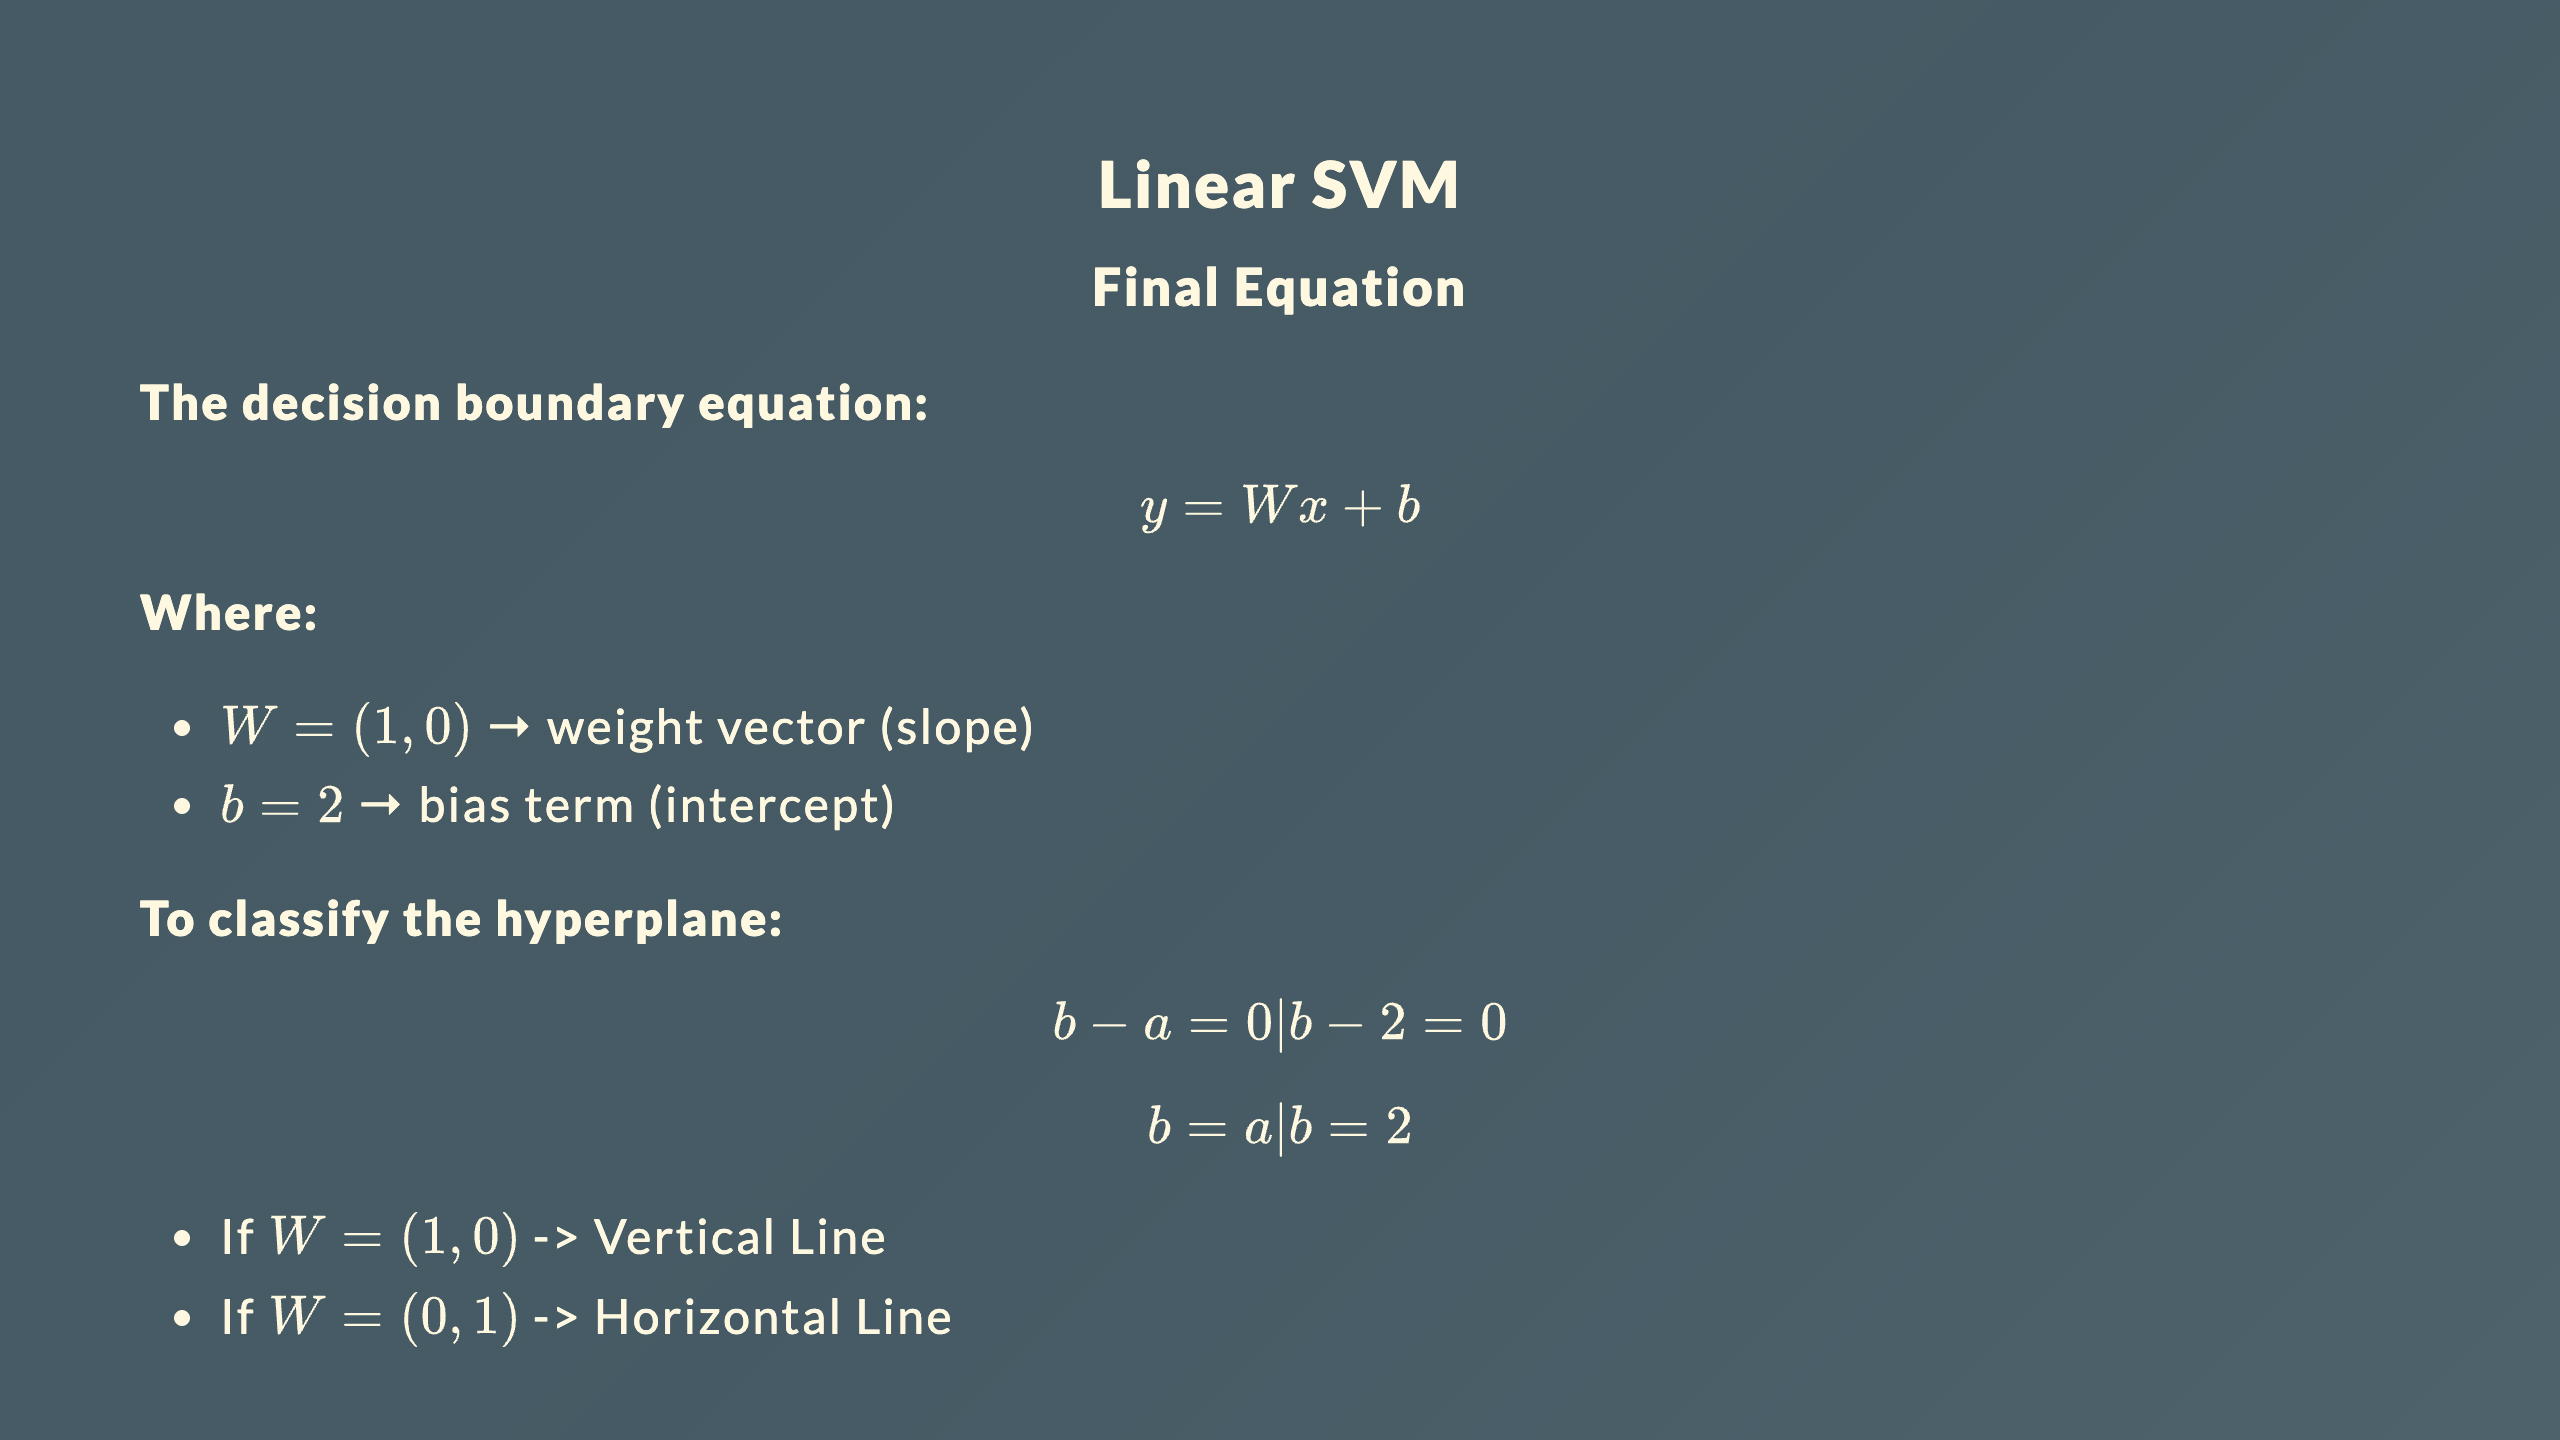 Linear SVM
Final Equation
The decision boundary equation:
y = Wx + b
Where:
• W = (1, 0) → weight vector (slope)
• b = 2 → bias term (intercept)
To classify the hyperplane:
b − a = 0|b − 2 = 0
b = a|b = 2
• If W = (1, 0) -> Vertical Line
• If W = (0, 1) -> Horizontal Line